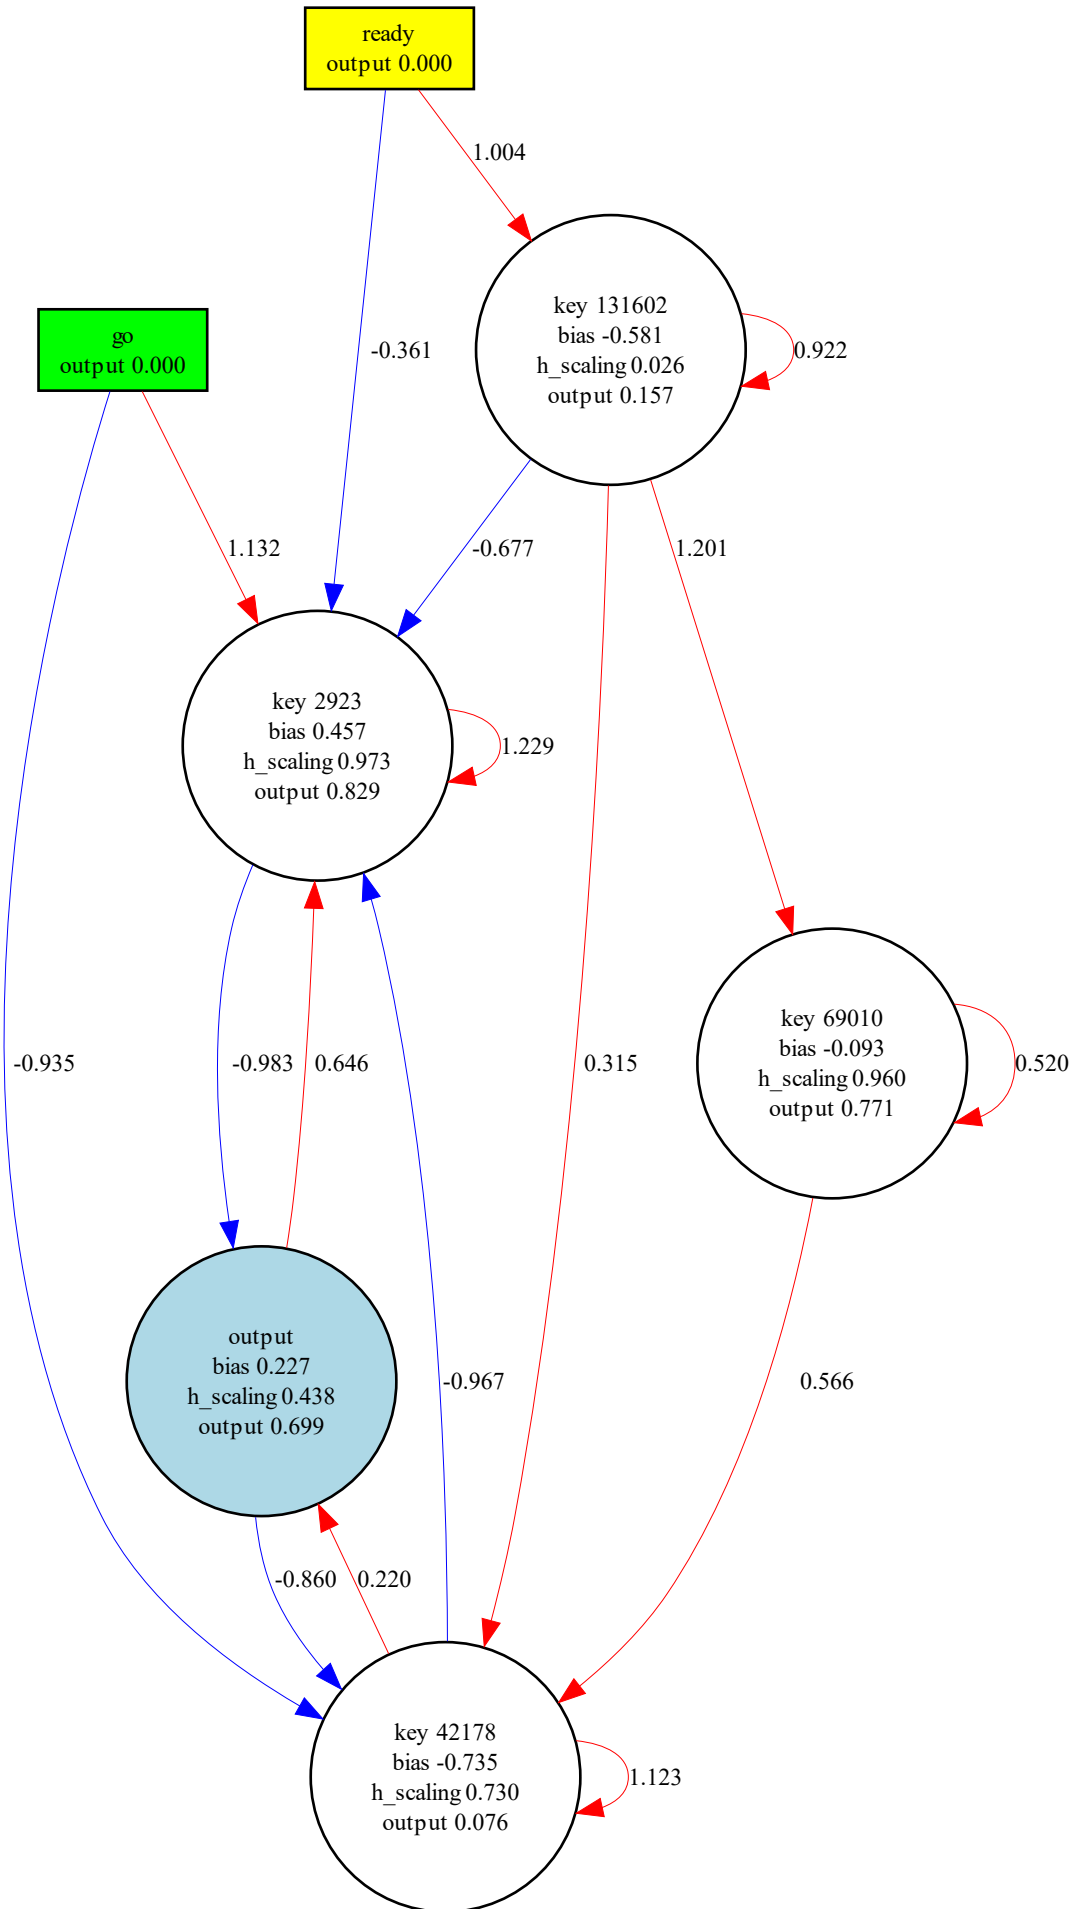 ready
output 0.000
1.004
key 131602
bias -0.581
h_scaling 0.026
output 0.157
0.922
go
output 0.000
-0.361
1.132
-0.677
1.201
key 2923
bias 0.457
h_scaling 0.973
output 0.829
1.229
-0.935
-0.983
0.646
0.315
key 69010
bias -0.093
h_scaling 0.960
output 0.771
0.520
output
bias 0.227
h_scaling 0.438
output 0.699
-0.967
0.566
-0.860
0.220
key 42178
bias -0.735
h_scaling 0.730
output 0.076
1.123